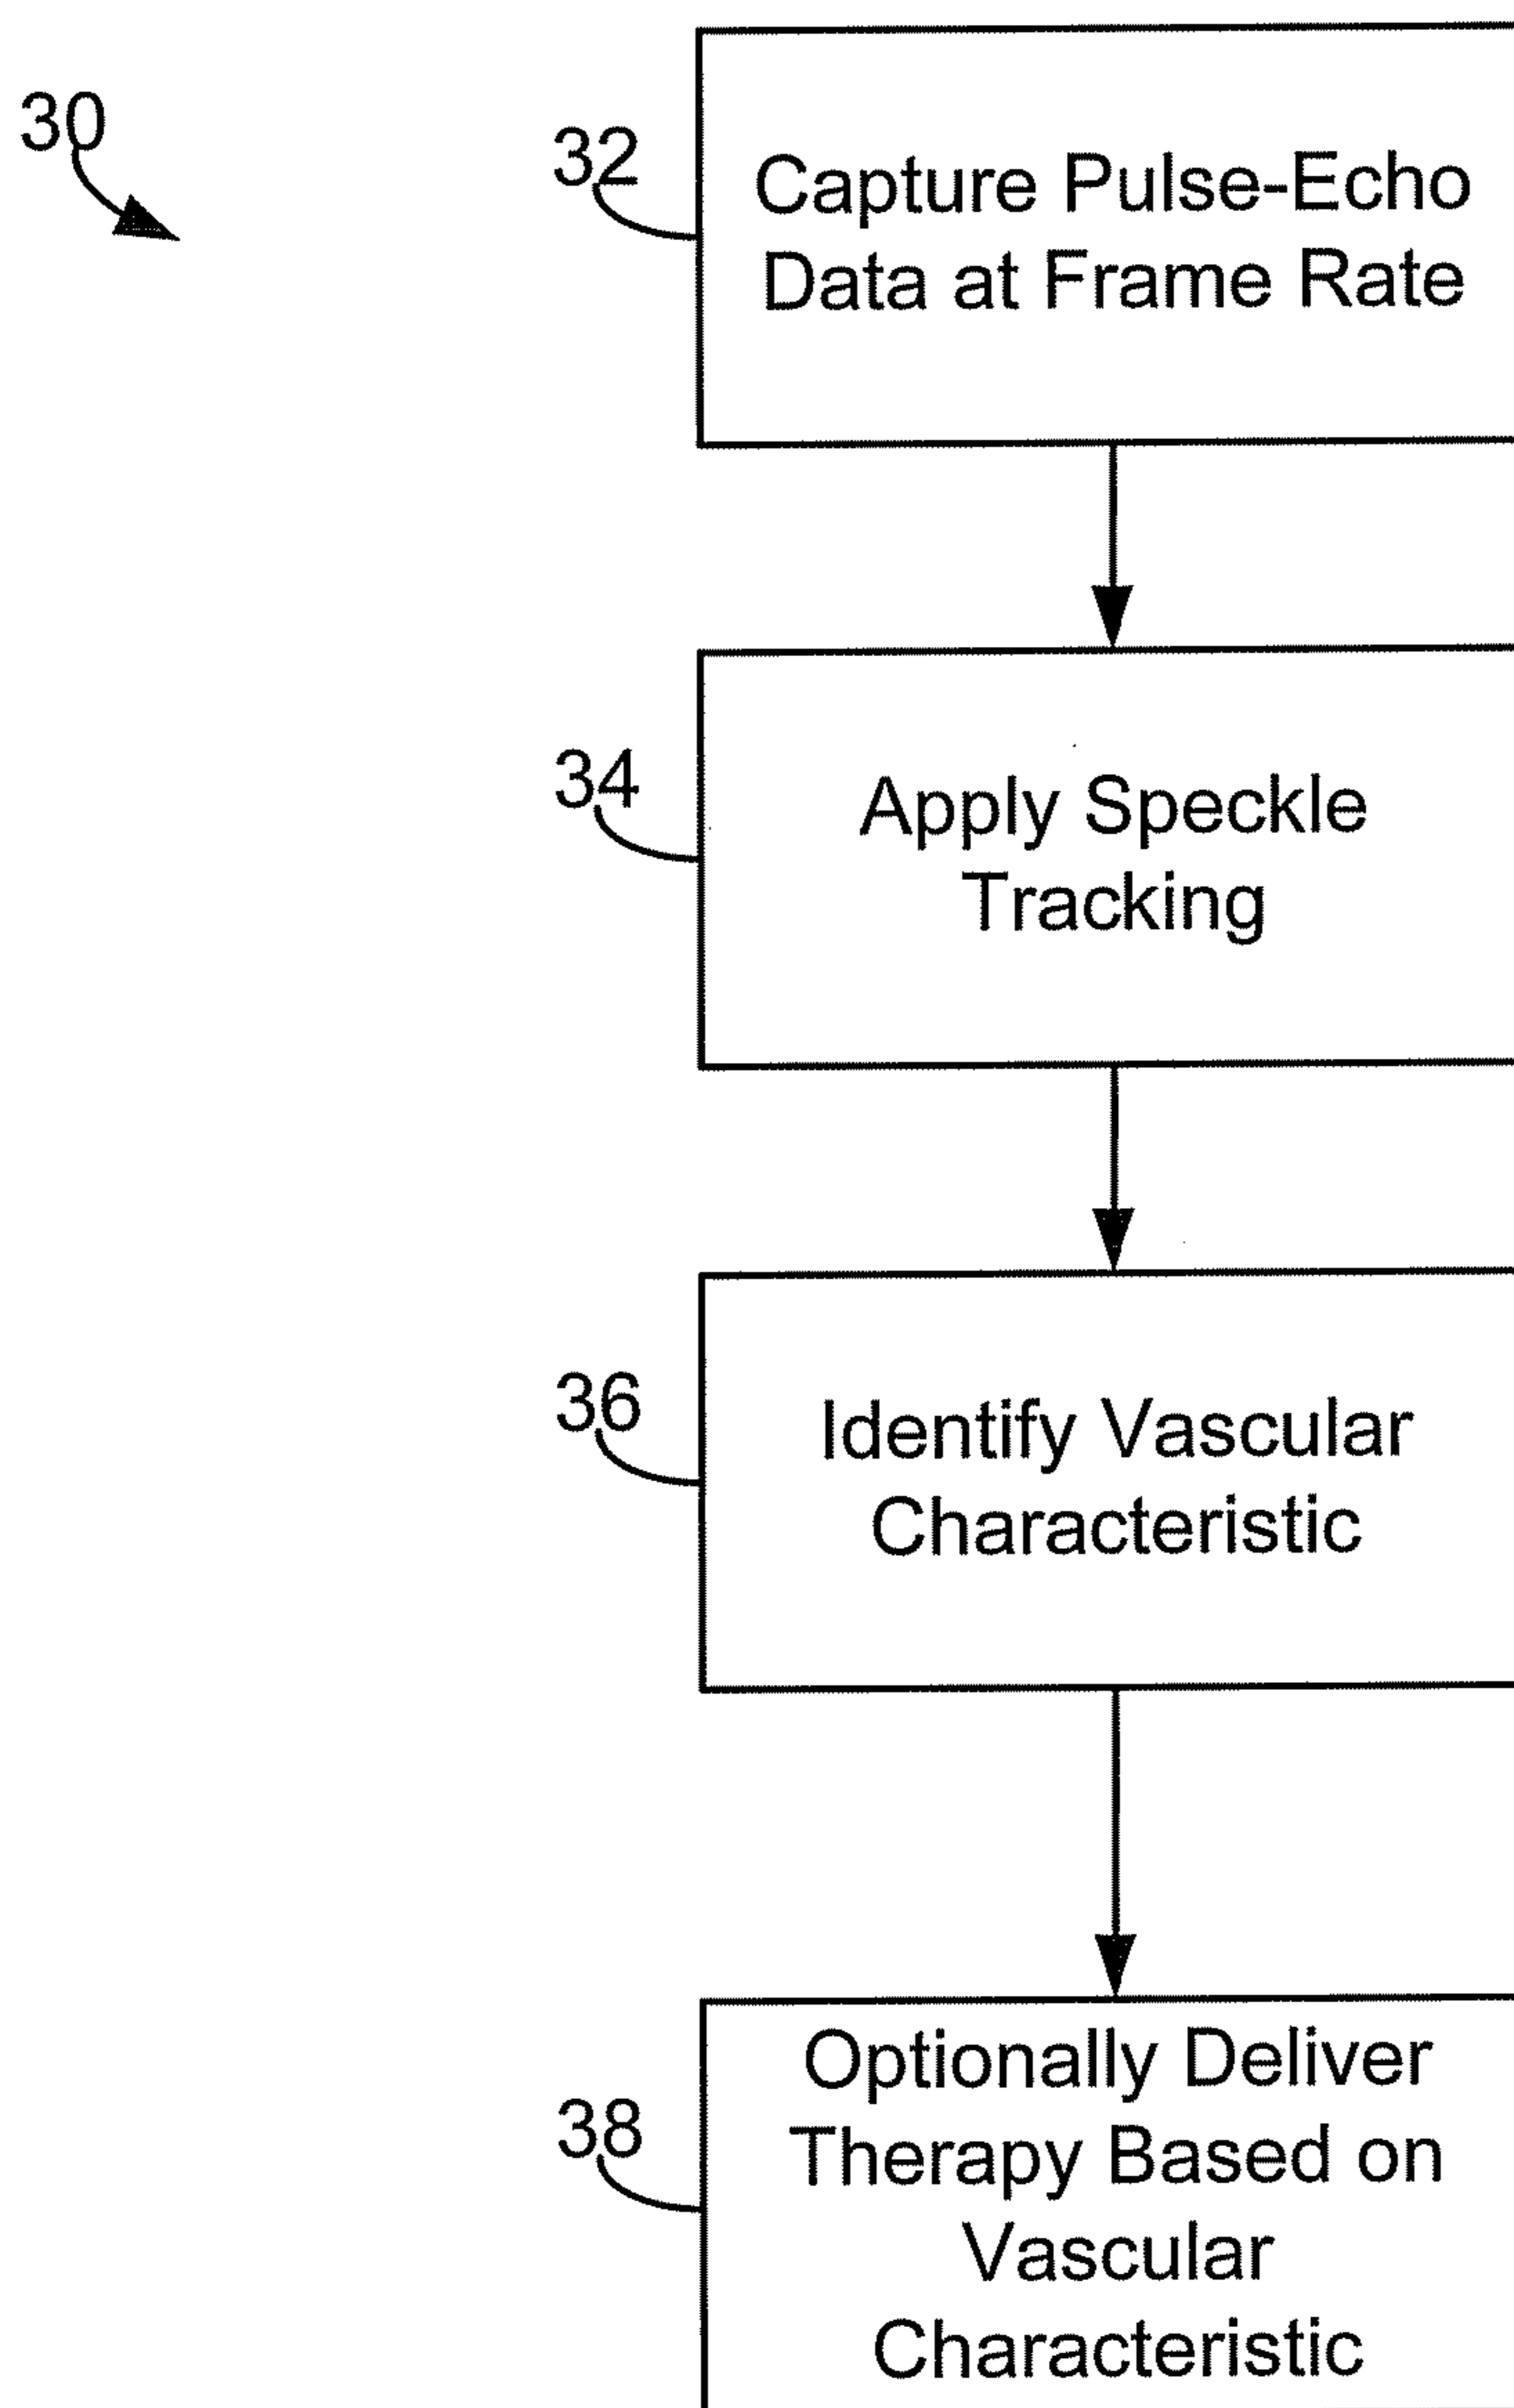 30
32
Capture Pulse-Echo
Data at Frame Rate
34
Apply Speckle
Tracking
36
Identify Vascular
Characteristic
38
Optionally Deliver
Therapy Based on
Vascular
Characteristic